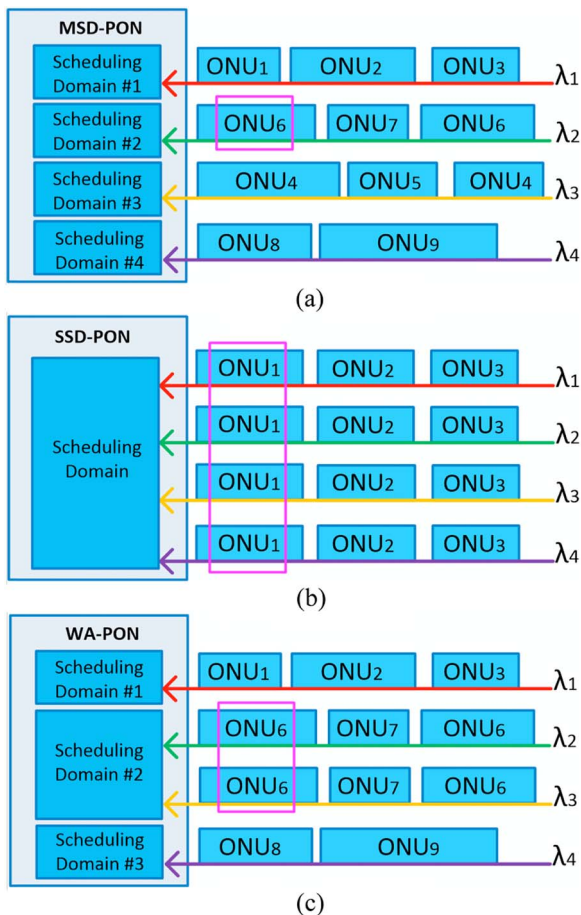 MSD-PON
Scheduling
Domain #1
ONU1 ONU2 ONU3 λ1
Scheduling
Domain #2
ONU6 ONU7 ONU6 λ2
Scheduling
Domain #3
ONU4 ONU5 ONU4 λ3
Scheduling
Domain #4
ONU8 ONU9 λ4
(a)
SSD-PON
Scheduling
Domain
ONU1 ONU2 ONU3 λ1
ONU1 ONU2 ONU3 λ2
ONU1 ONU2 ONU3 λ3
ONU1 ONU2 ONU3 λ4
(b)
WA-PON
Scheduling
Domain #1
ONU1 ONU2 ONU3 λ1
Scheduling
Domain #2
ONU6 ONU7 ONU6 λ2
ONU6 ONU7 ONU6 λ3
Scheduling
Domain #3
ONU8 ONU9 λ4
(c)